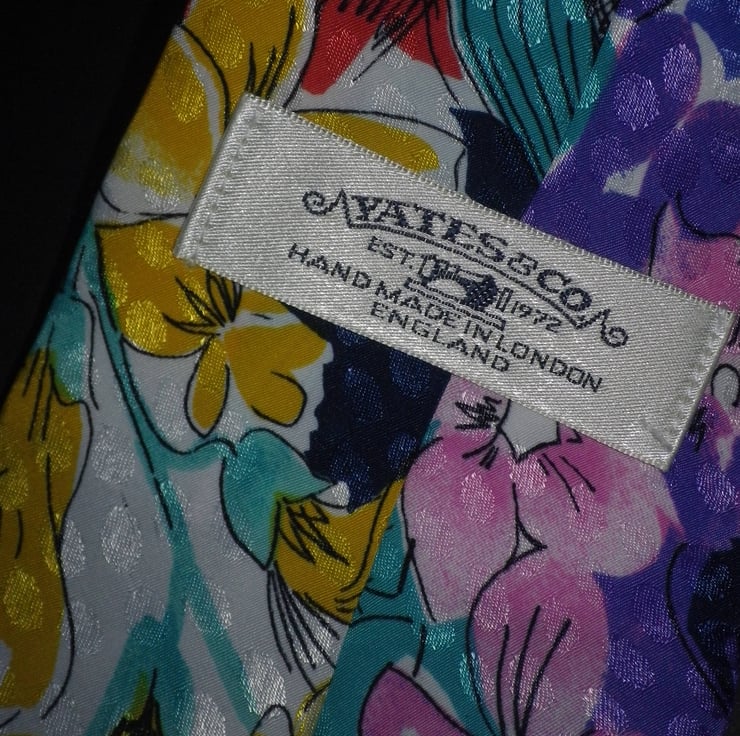 YATES & CO
EST 1972
HAND MADE IN LONDON
ENGLAND